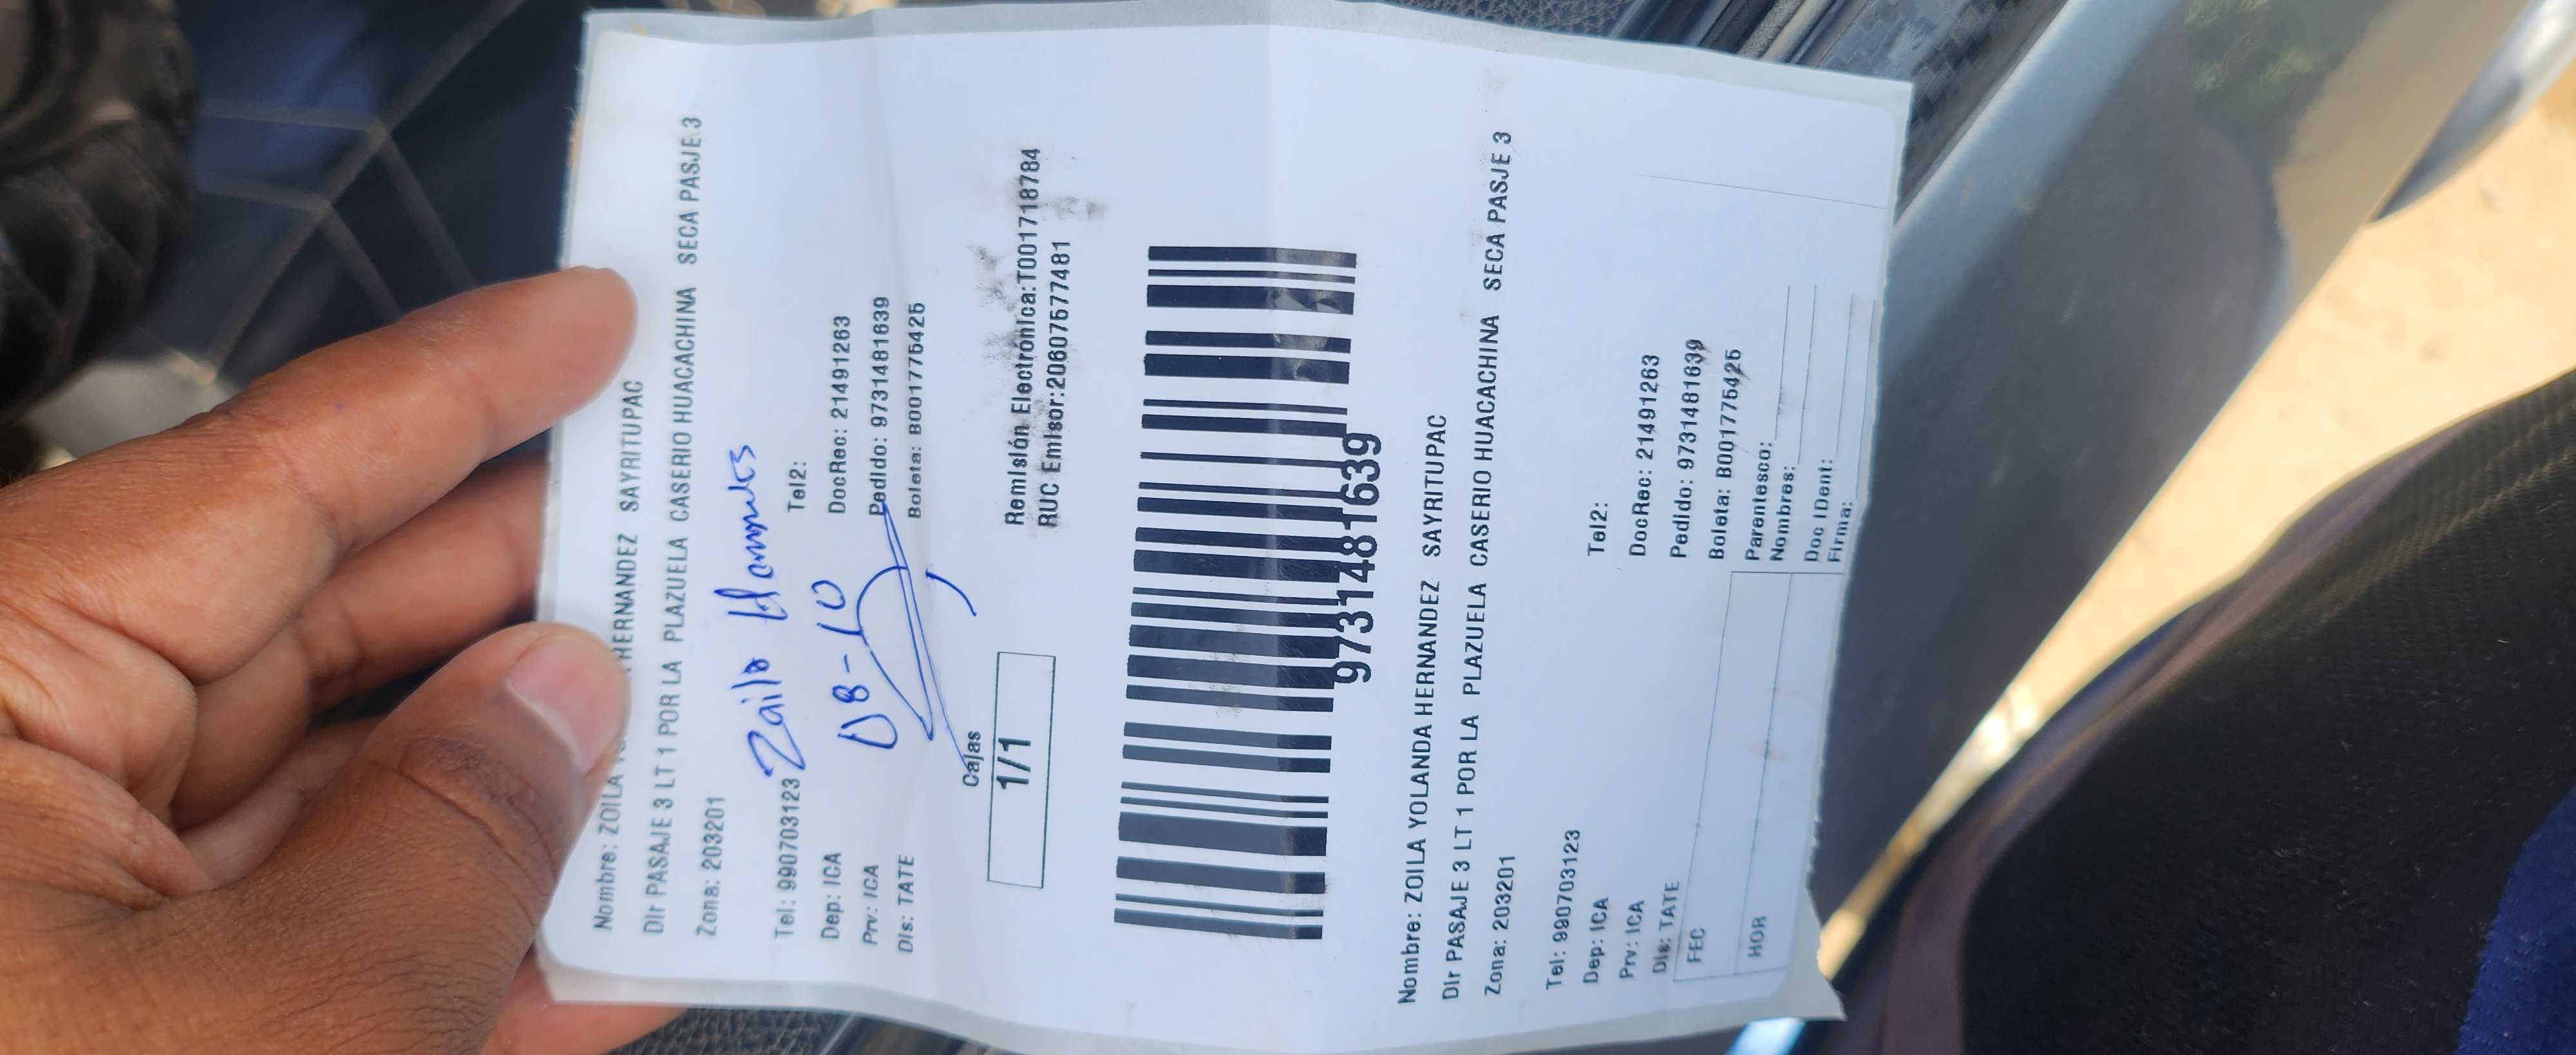 Nombre: ZOILA HERNANDEZ SAYRITUPAC
Dir PASAJE 3 LT 1 POR LA PLAZUELA CASERIO HUACACHINA SECA PASJE 3
Zona: 203201
Tel: 990703123 Tel2:
Dep: ICA DocRec: 21491263
08-10
Prv: ICA Pedido: 9731481639
Dis: TATE Boleta: B001775425
Cajas
1/1
Remisión Electronica:T001718784
RUC Emisor:20607577481
9731481639
Nombre: ZOILA YOLANDA HERNANDEZ SAYRITUPAC
Dir PASAJE 3 LT 1 POR LA PLAZUELA CASERIO HUACACHINA SECA PASJE 3
Zona: 203201
Tel: 990703123 Tel2:
Dep: ICA DocRec: 21491263
Prv: ICA Pedido: 9731481639
Dis: TATE Boleta: B001775425
FEC
HOR
Parentesco:
Nombres:
Doc IDent:
Firma: